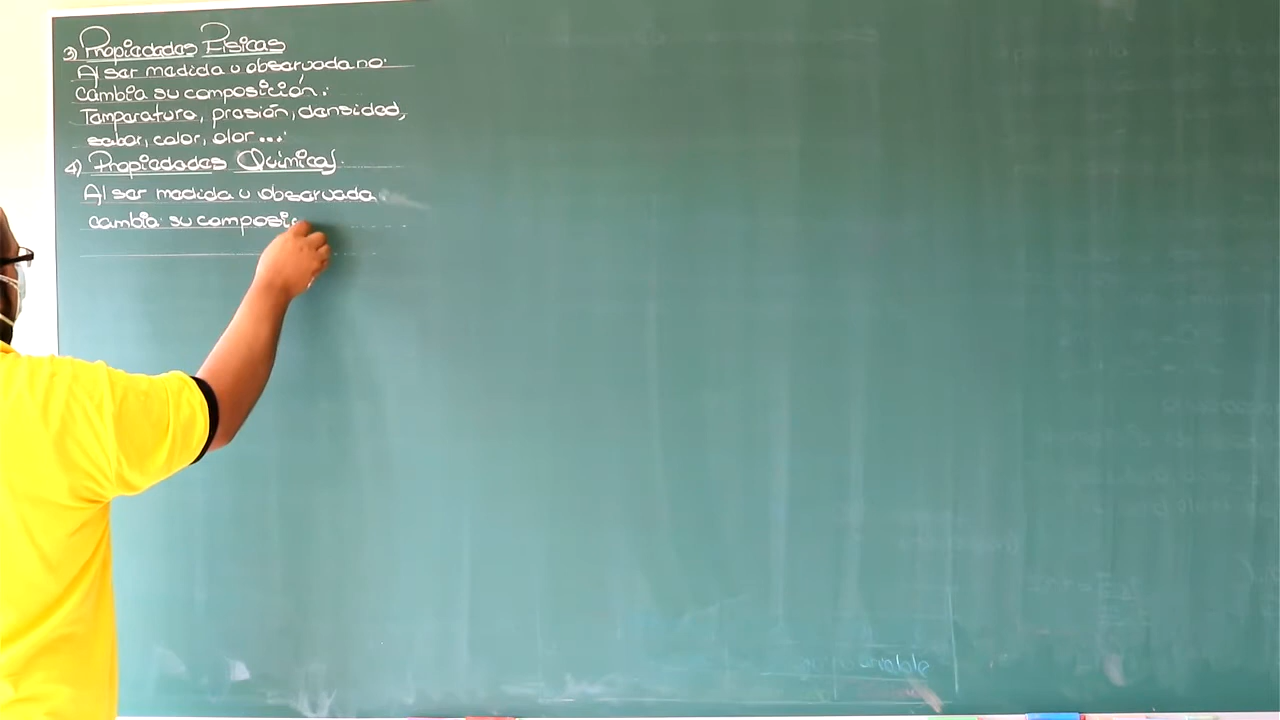 3) Propiedades Físicas
Al ser medida u observada no
cambia su composición.
Temperatura, presión, densidad,
sabor, color, olor ...
4) Propiedades Químicas
Al ser medida u observada
cambia su composi